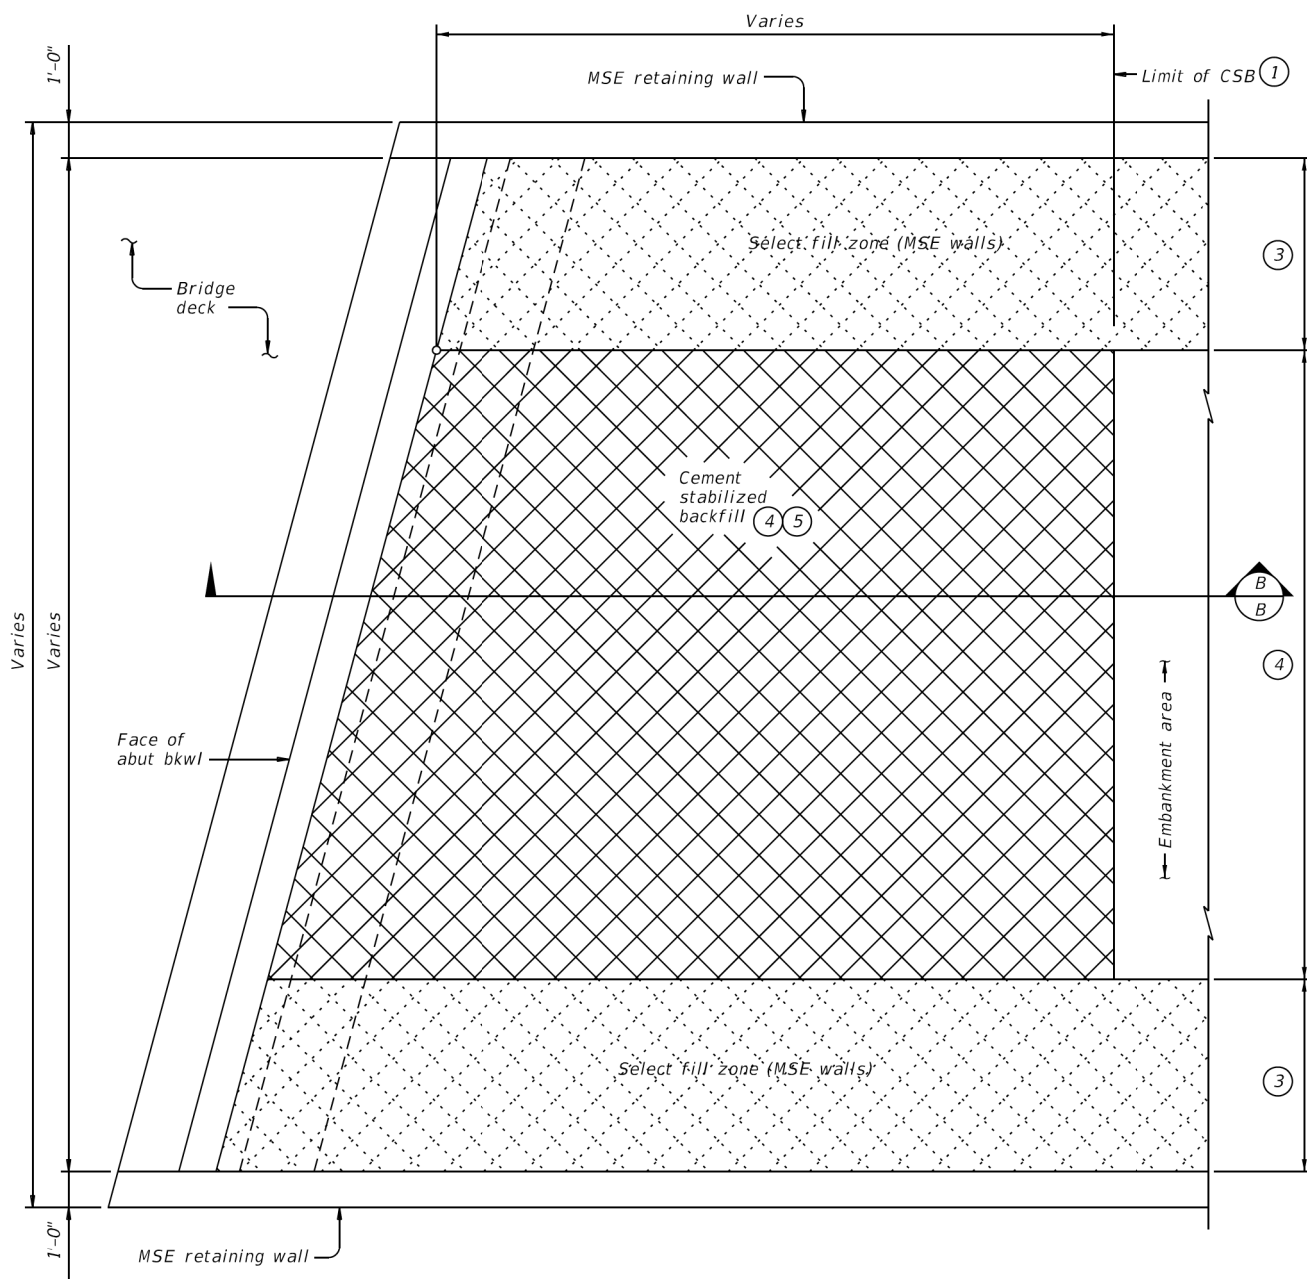 Varies
1'-0"
MSE retaining wall
Limit of CSB 1
Select fill zone (MSE walls)
3
Bridge
deck
Cement
stabilized
backfill 4 5
B
B
Varies
Varies
4
Embankment area
Face of
abut bkwl
Select fill zone (MSE walls)
3
1'-0"
MSE retaining wall